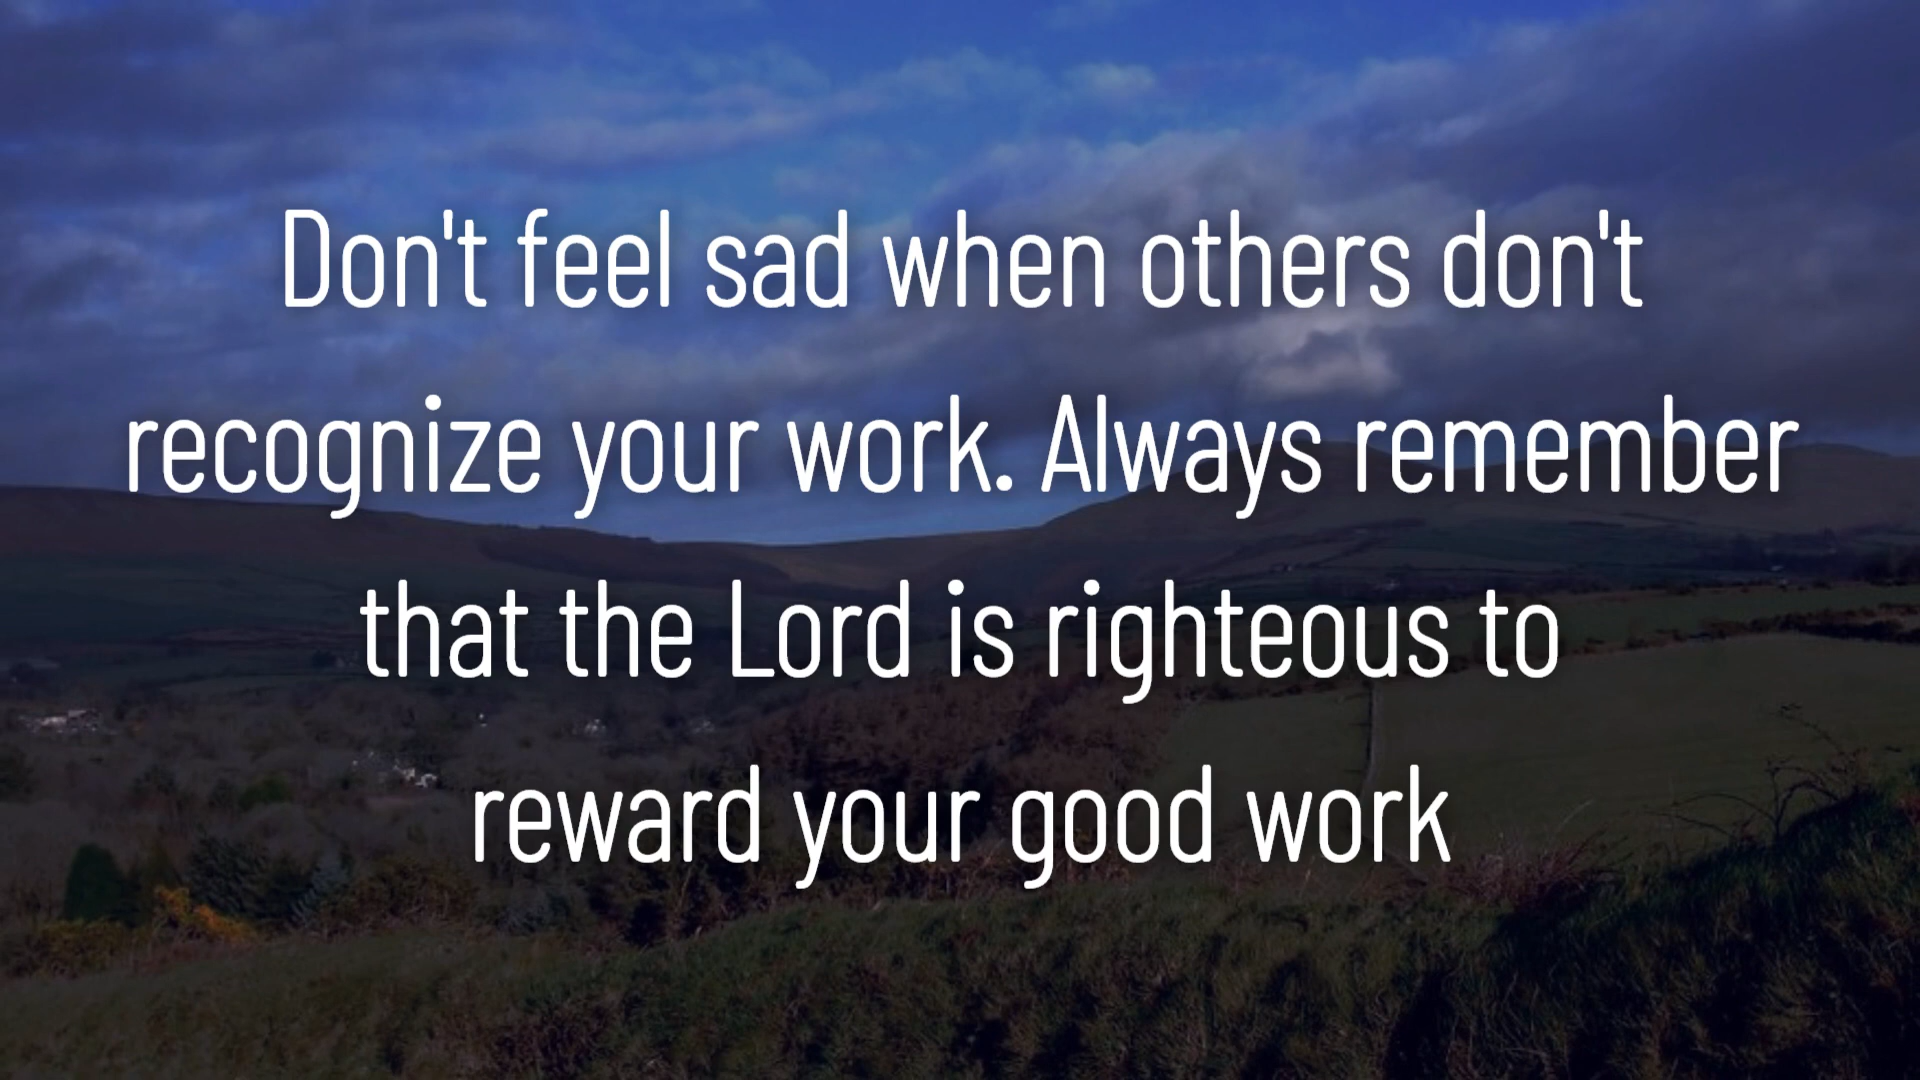 Don't feel sad when others don't
recognize your work. Always remember
that the Lord is righteous to
reward your good work